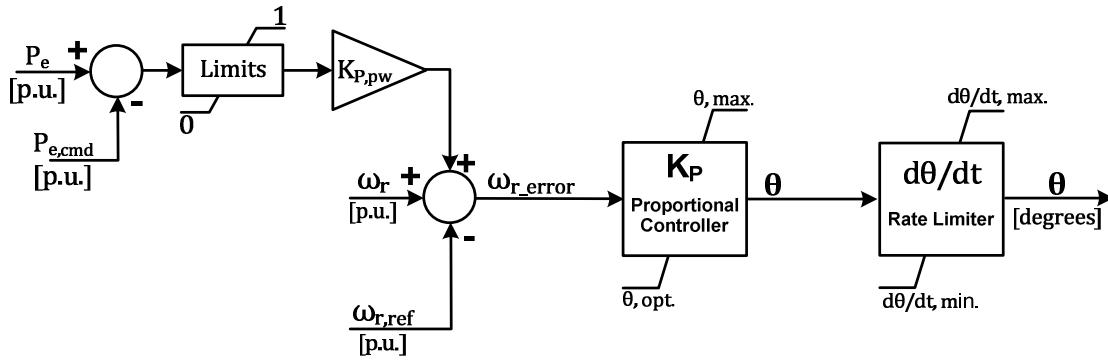 1
P_e
+
[p.u.]
Limits
K_P,pw
-
0
P_e,cmd
[p.u.]
θ, max.
dθ/dt, max.
+
+
ω_r
[p.u.]
ω_r_error
K_P
Proportional
Controller
θ
dθ/dt
Rate Limiter
θ
[degrees]
-
θ, opt.
dθ/dt, min.
ω_r,ref
[p.u.]